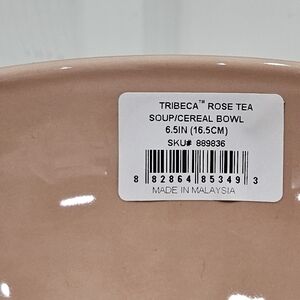 TRIBECA™ ROSE TEA
SOUP/CEREAL BOWL
6.5IN (16.5CM)
SKU# 889836
8 82864 85349 3
MADE IN MALAYSIA